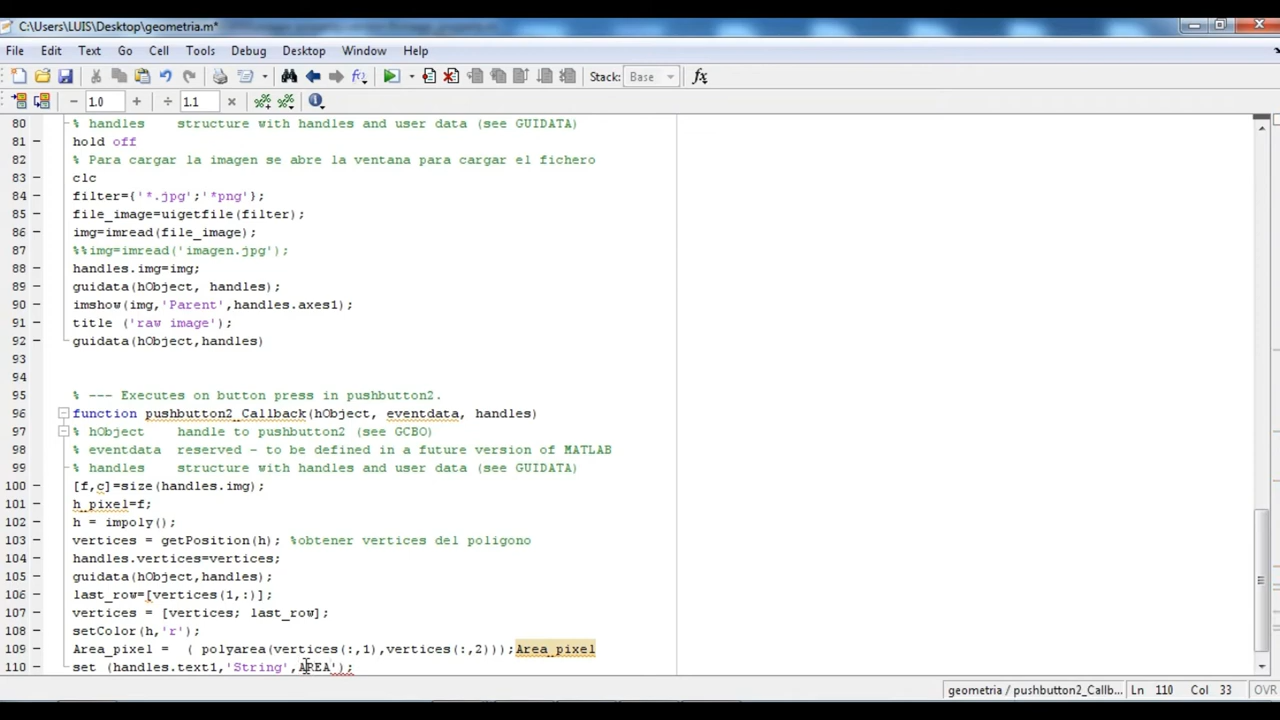 C:\Users\LUIS\Desktop\geometria.m*
File Edit Text Go Cell Tools Debug Desktop Window Help
Stack: Base fx
− 1.0 + ÷ 1.1 ×
80 % handles    structure with handles and user data (see GUIDATA)
81 − hold off
82 % Para cargar la imagen se abre la ventana para cargar el fichero
83 − clc
84 − filter={'*.jpg';'*png'};
85 − file_image=uigetfile(filter);
86 − img=imread(file_image);
87 %%img=imread('imagen.jpg');
88 − handles.img=img;
89 − guidata(hObject, handles);
90 − imshow(img,'Parent',handles.axes1);
91 − title ('raw image');
92 − guidata(hObject,handles)
93
94
95 % --- Executes on button press in pushbutton2.
96 function pushbutton2_Callback(hObject, eventdata, handles)
97 % hObject    handle to pushbutton2 (see GCBO)
98 % eventdata  reserved - to be defined in a future version of MATLAB
99 % handles    structure with handles and user data (see GUIDATA)
100 − [f,c]=size(handles.img);
101 − h_pixel=f;
102 − h = impoly();
103 − vertices = getPosition(h); %obtener vertices del poligono
104 − handles.vertices=vertices;
105 − guidata(hObject,handles);
106 − last_row=[vertices(1,:)];
107 − vertices = [vertices; last_row];
108 − setColor(h,'r');
109 − Area_pixel =  ( polyarea(vertices(:,1),vertices(:,2)));Area_pixel
110 − set (handles.text1,'String',AREA');
geometria / pushbutton2_Callb... Ln 110 Col 33 OVR